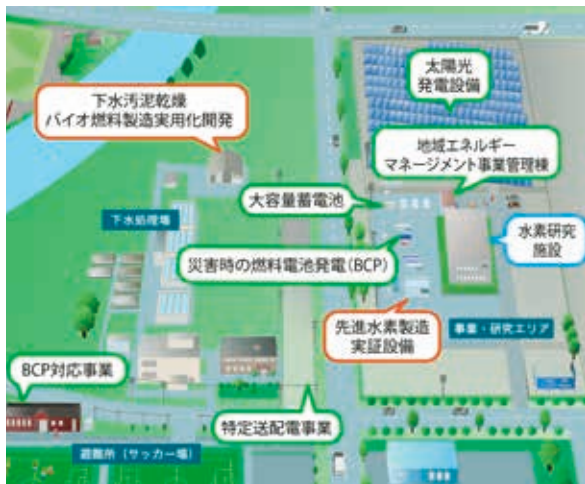 太陽光
発電設備
下水汚泥乾燥
バイオ燃料製造実用化開発
地域エネルギー
マネージメント事業管理棟
大容量蓄電池
下水処理場
水素研究
施設
災害時の燃料電池発電(BCP)
先進水素製造
実証設備
事業・研究エリア
BCP対応事業
特定送配電事業
避難所(サッカー場)